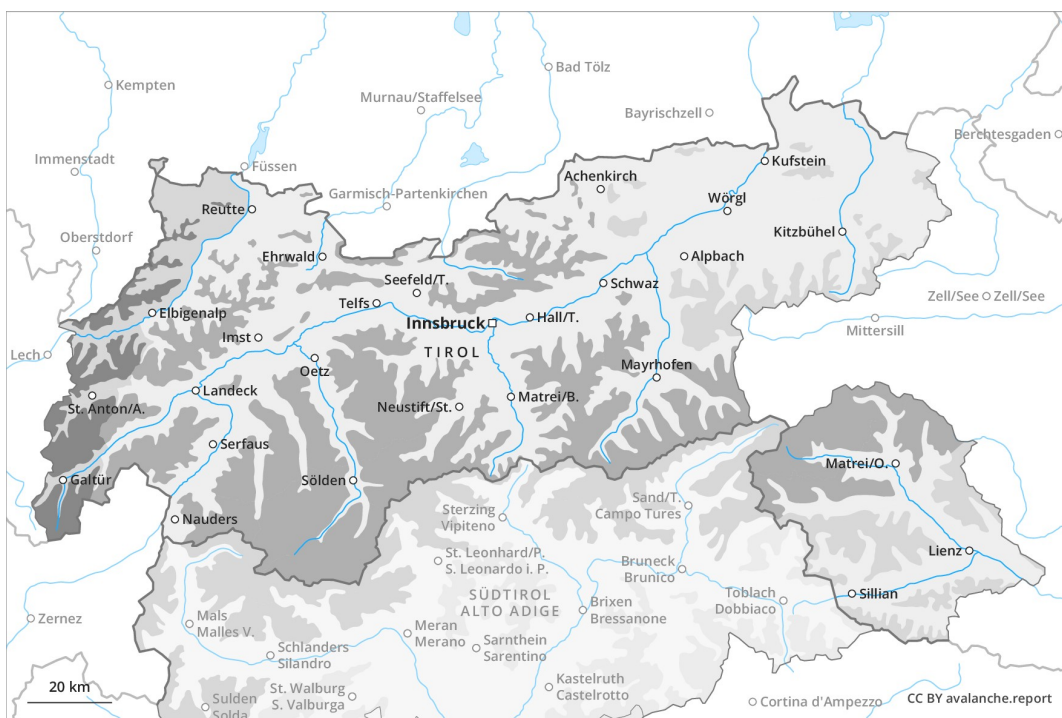 Kempten
Bad Tölz
Murnau/Staffelsee
Bayrischzell
Berchtesgaden
Immenstadt
Füssen
Kufstein
Achenkirch
Garmisch-Partenkirchen
Wörgl
Reutte
Kitzbühel
Oberstdorf
Ehrwald
Alpbach
Seefeld/T.
Schwaz
Zell/See
Zell/See
Telfs
Elbigenalp
Hall/T.
Innsbruck
Mittersill
Imst
TIROL
Lech
Oetz
Mayrhofen
Landeck
St. Anton/A.
Neustift/St.
Matrei/B.
Serfaus
Matrei/O.
Galtür
Sölden
Sand/T.
Campo Tures
Sterzing
Vipiteno
Nauders
Lienz
St. Leonhard/P.
S. Leonardo i. P.
Bruneck
Brunico
SÜDTIROL
ALTO ADIGE
Sillian
Toblach
Dobbiaco
Brixen
Bressanone
Zernez
Mals
Malles V.
Meran
Merano
Sarnthein
Sarentino
Schlanders
Silandro
20 km
Kastelruth
Castelrotto
St. Walburg
S. Valburga
Sulden
Solda
Cortina d'Ampezzo
CC BY avalanche.report